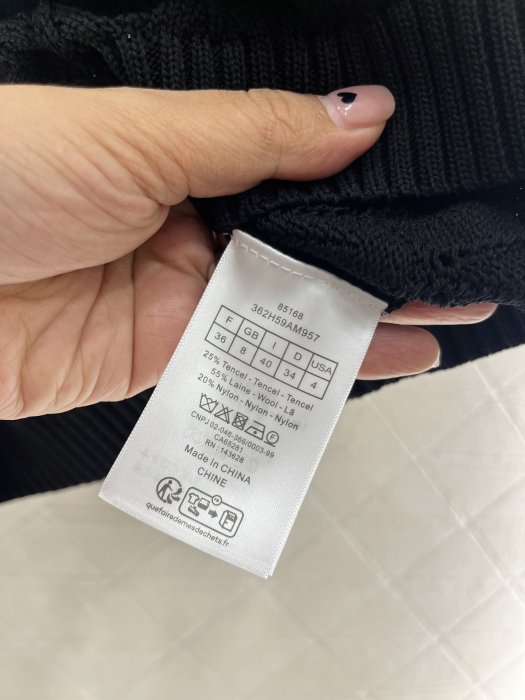 85168
362H59AM957
F GB I D USA
36 8 40 34 4
25% Tencel - Tencel - Tencel
55% Laine - Wool - Lã
20% Nylon - Nylon - Nylon
CNPJ 02-046-366/0003-99
CA65281
RN : 143628
Made in CHINA
CHINE
FR
quefairedemesdechets.fr